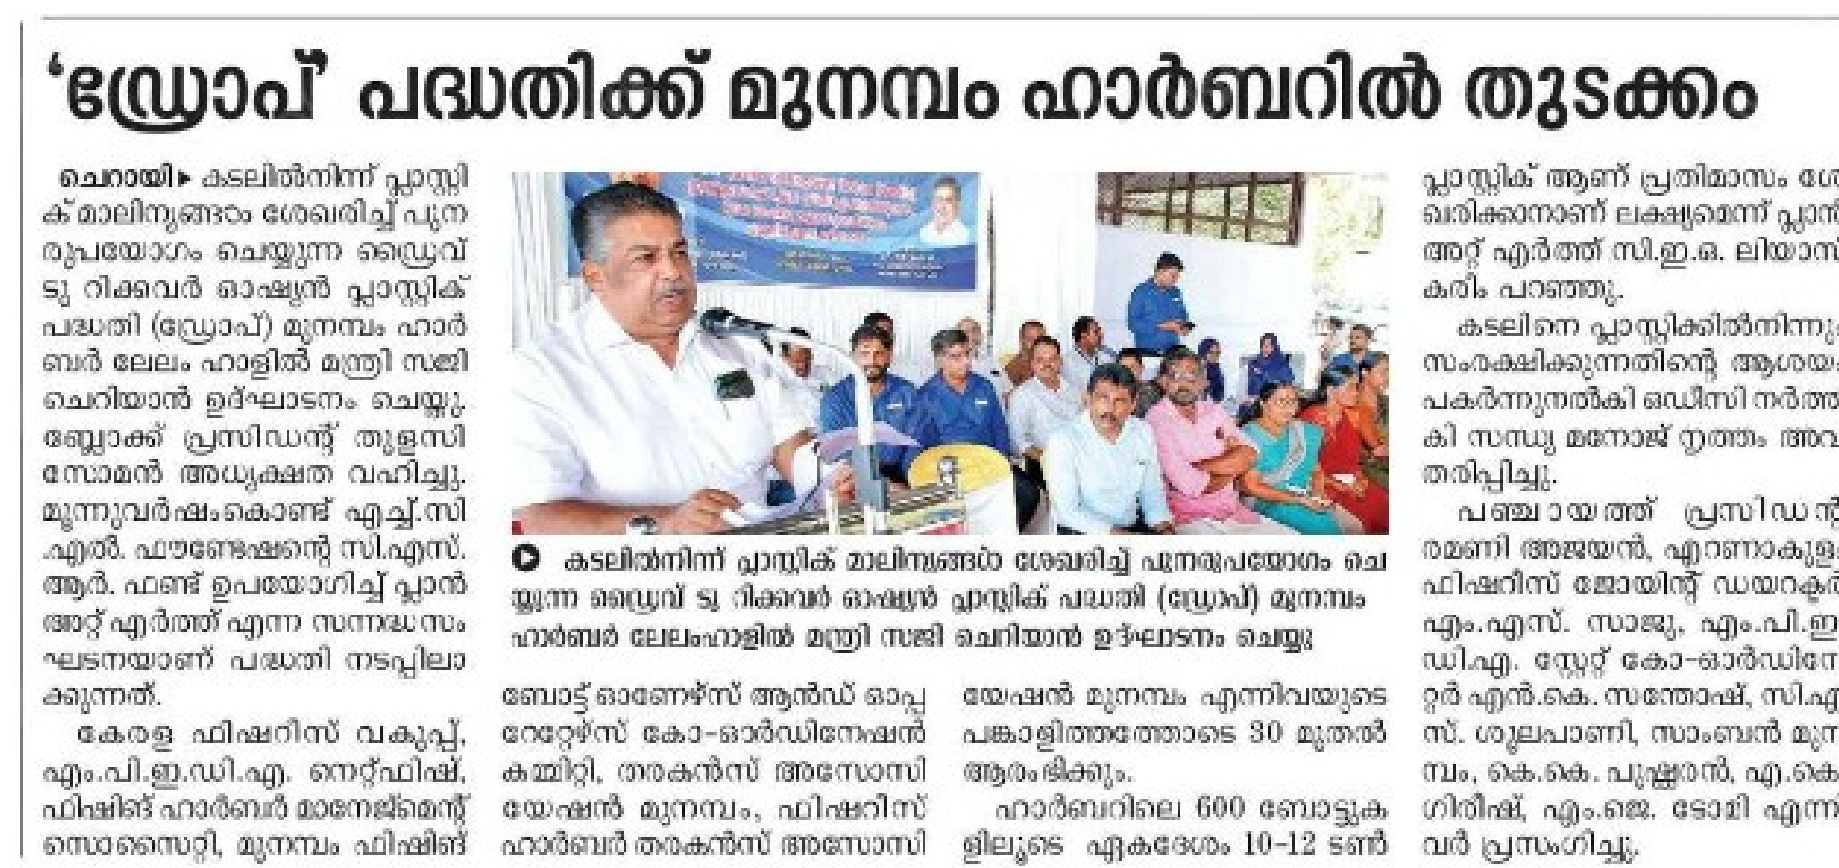 ‘ഡ്രോപ്’ പദ്ധതിക്ക് മുനമ്പം ഹാർബറിൽ തുടക്കം
ചെറായി ▸ കടലിൽനിന്ന് പ്ലാസ്റ്റി
ക് മാലിന്യങ്ങൾ ശേഖരിച്ച് പുന
രുപയോഗം ചെയ്യുന്ന ഡ്രൈവ്
ടു റിക്കവർ ഓഷ്യൻ പ്ലാസ്റ്റിക്
പദ്ധതി (ഡ്രോപ്) മുനമ്പം ഹാർ
ബർ ലേലം ഹാളിൽ മന്ത്രി സജി
ചെറിയാൻ ഉദ്ഘാടനം ചെയ്തു.
ബ്ലോക്ക് പ്രസിഡന്റ് തുളസി
സോമൻ അധ്യക്ഷത വഹിച്ചു.
മൂന്നുവർഷംകൊണ്ട് എച്ച്.സി
.എൽ. ഫൗണ്ടേഷന്റെ സി.എസ്.
ആർ. ഫണ്ട് ഉപയോഗിച്ച് പ്ലാൻ
അറ്റ് എർത്ത് എന്ന സന്നദ്ധസം
ഘടനയാണ് പദ്ധതി നടപ്പിലാ
ക്കുന്നത്.
കേരള ഫിഷറീസ് വകുപ്പ്,
എം.പി.ഇ.ഡി.എ. നെറ്റ്ഫിഷ്,
ഫിഷിങ് ഹാർബർ മാനേജ്മെന്റ്
സൊസൈറ്റി, മുനമ്പം ഫിഷിങ്
കടലിൽനിന്ന് പ്ലാസ്റ്റിക് മാലിന്യങ്ങൾ ശേഖരിച്ച് പുനരുപയോഗം ചെ
യ്യുന്ന ഡ്രൈവ് ടു റിക്കവർ ഓഷ്യൻ പ്ലാസ്റ്റിക് പദ്ധതി (ഡ്രോപ്) മുനമ്പം
ഹാർബർ ലേലംഹാളിൽ മന്ത്രി സജി ചെറിയാൻ ഉദ്ഘാടനം ചെയ്തു
ബോട്ട് ഓണേഴ്സ് ആൻഡ് ഓപ്പ
റേറ്റേഴ്സ് കോ-ഓർഡിനേഷൻ
കമ്മിറ്റി, തരകൻസ് അസോസി
യേഷൻ മുനമ്പം, ഫിഷറീസ്
ഹാർബർ തരകൻസ് അസോസി
യേഷൻ മുനമ്പം എന്നിവയുടെ
പങ്കാളിത്തത്തോടെ 30 മുതൽ
ആരംഭിക്കും.
ഹാർബറിലെ 600 ബോട്ടുക
ളിലൂടെ ഏകദേശം 10-12 ടൺ
പ്ലാസ്റ്റിക് ആണ് പ്രതിമാസം ശേ
ഖരിക്കാനാണ് ലക്ഷ്യമെന്ന് പ്ലാൻ
അറ്റ് എർത്ത് സി.ഇ.ഒ. ലിയാസ്
കരീം പറഞ്ഞു.
കടലിനെ പ്ലാസ്റ്റിക്കിൽനിന്നും
സംരക്ഷിക്കുന്നതിന്റെ ആശയം
പകർന്നുനൽകി ഒഡീസി നർത്ത
കി സന്ധ്യ മനോജ് നൃത്തം അവ
തരിപ്പിച്ചു.
പഞ്ചായത്ത് പ്രസിഡന്റ്
രമണി അജയൻ, എറണാകുളം
ഫിഷറീസ് ജോയിന്റ് ഡയറക്ടർ
എം.എസ്. സാജു, എം.പി.ഇ.
ഡി.എ. സ്റ്റേറ്റ് കോ-ഓർഡിനേ
റ്റർ എൻ.കെ. സന്തോഷ്, സി.എ
സ്. ശൂലപാണി, സാംബൻ മുന
മ്പം, കെ.കെ. പുഷ്കരൻ, എ.കെ.
ഗിരീഷ്, എം.ജെ. ടോമി എന്നി
വർ പ്രസംഗിച്ചു.